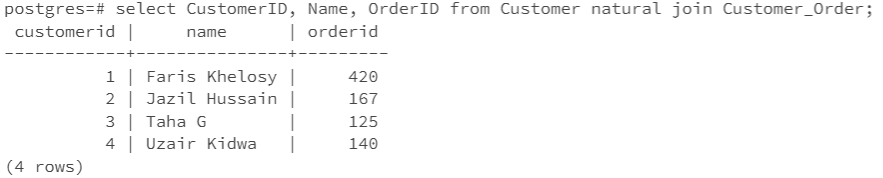 postgres=# select CustomerID, Name, OrderID from Customer natural join Customer_Order;
 customerid |     name      | orderid
------------+---------------+---------
          1 | Faris Khelosy |     420
          2 | Jazil Hussain |     167
          3 | Taha G        |     125
          4 | Uzair Kidwa   |     140
(4 rows)